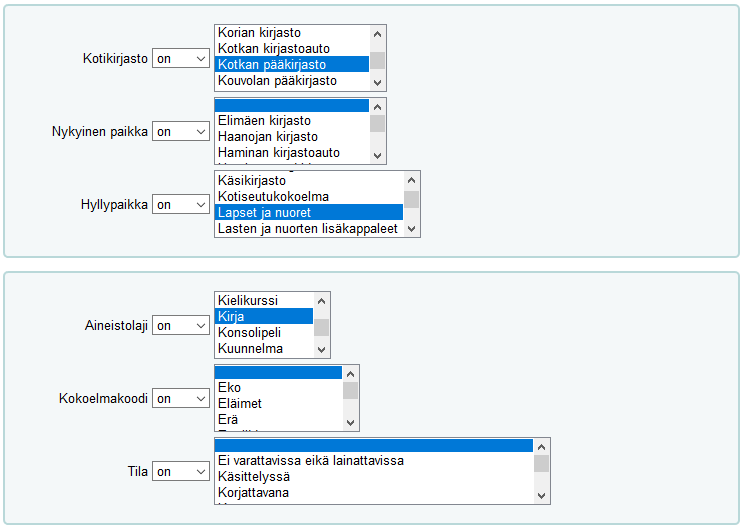 Kotikirjasto on
Korian kirjasto
Kotkan kirjastoauto
Kotkan pääkirjasto
Kouvolan pääkirjasto
Nykyinen paikka on
Elimäen kirjasto
Haanojan kirjasto
Haminan kirjastoauto
Hyllypaikka on
Käsikirjasto
Kotiseutukokoelma
Lapset ja nuoret
Lasten ja nuorten lisäkappaleet
Aineistolaji on
Kielikurssi
Kirja
Konsolipeli
Kuunnelma
Kokoelmakoodi on
Eko
Eläimet
Erä
Tila on
Ei varattavissa eikä lainattavissa
Käsittelyssä
Korjattavana